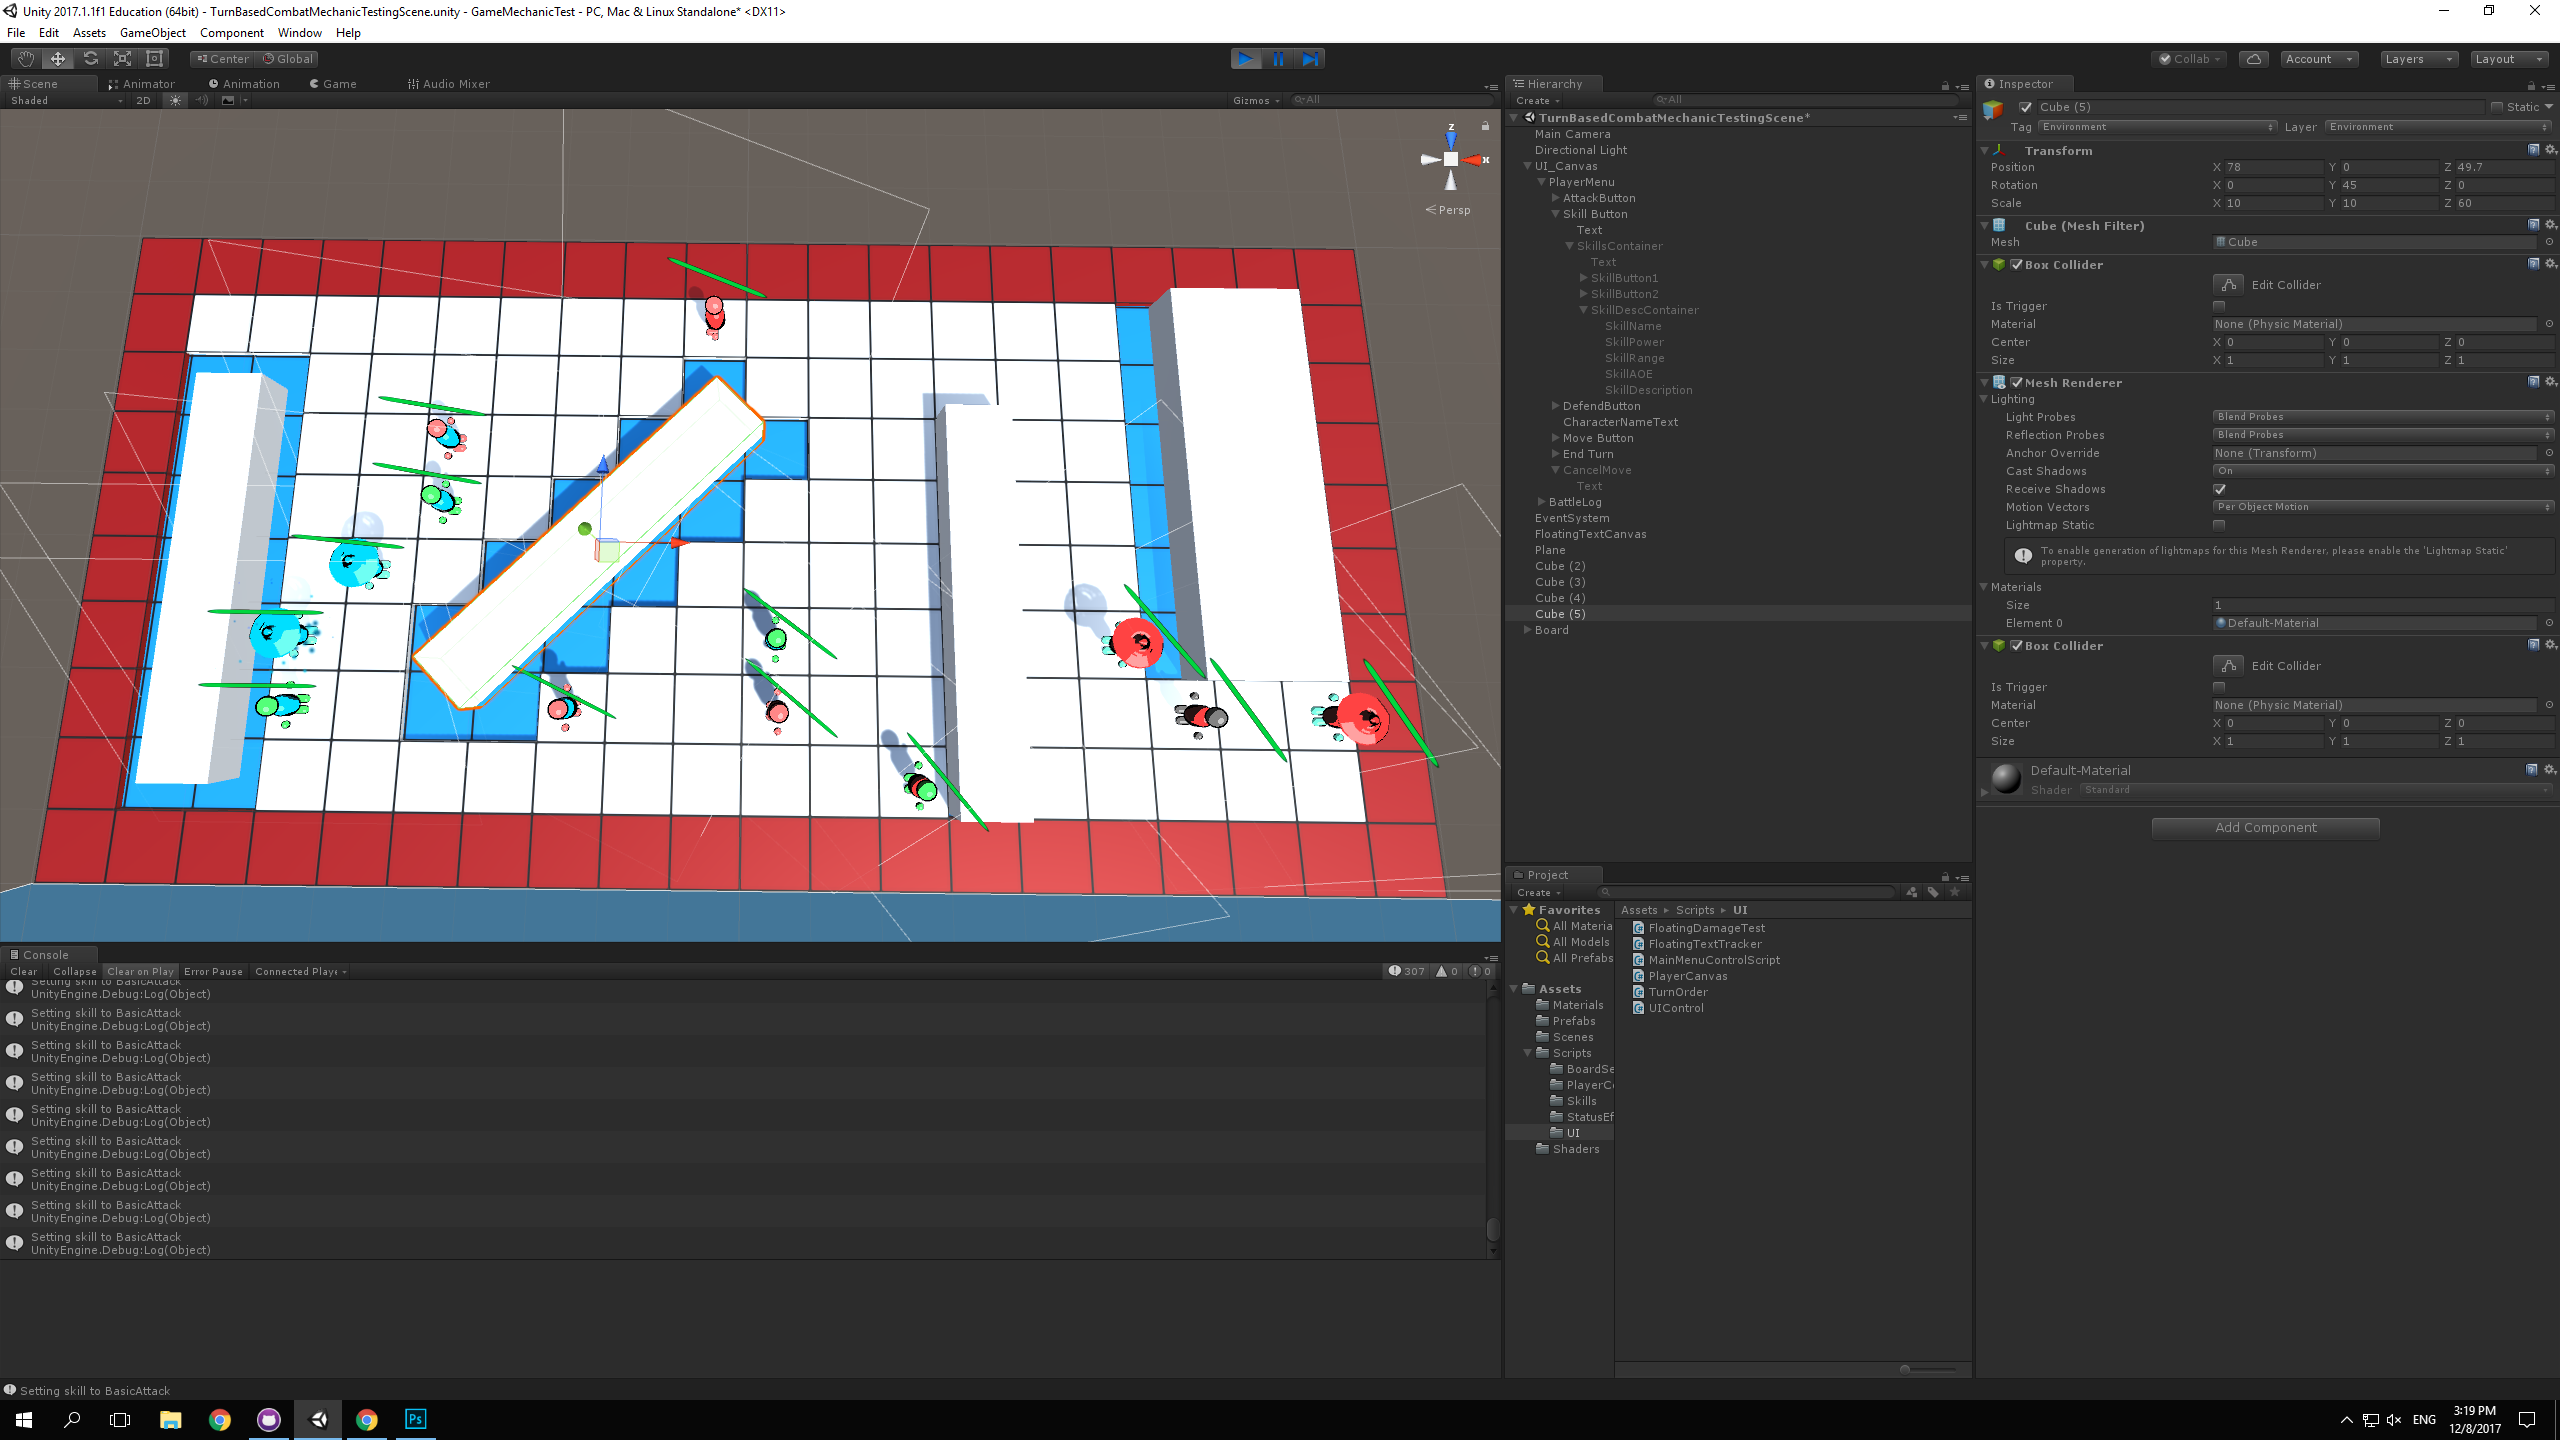 Unity 2017.1.1f1 Education (64bit) - TurnBasedCombatMechanicTestingScene.unity - GameMechanicTest - PC, Mac & Linux Standalone* <DX11>
File Edit Assets GameObject Component Window Help
Center Global
Collab Account Layers Layout
Scene Animator Animation Game Audio Mixer
Shaded 2D Gizmos All
z
x
Persp
Hierarchy
Create All
TurnBasedCombatMechanicTestingScene*
Main Camera
Directional Light
UI_Canvas
PlayerMenu
AttackButton
Skill Button
Text
SkillsContainer
Text
SkillButton1
SkillButton2
SkillDescContainer
SkillName
SkillPower
SkillRange
SkillAOE
SkillDescription
DefendButton
CharacterNameText
Move Button
End Turn
CancelMove
Text
BattleLog
EventSystem
FloatingTextCanvas
Plane
Cube (2)
Cube (3)
Cube (4)
Cube (5)
Board
Inspector
Cube (5) Static
Tag Environment Layer Environment
Transform
Position X 78 Y 0 Z 49.7
Rotation X 0 Y 45 Z 0
Scale X 10 Y 10 Z 60
Cube (Mesh Filter)
Mesh Cube
Box Collider
Edit Collider
Is Trigger
Material None (Physic Material)
Center X 0 Y 0 Z 0
Size X 1 Y 1 Z 1
Mesh Renderer
Lighting
Light Probes Blend Probes
Reflection Probes Blend Probes
Anchor Override None (Transform)
Cast Shadows On
Receive Shadows
Motion Vectors Per Object Motion
Lightmap Static
To enable generation of lightmaps for this Mesh Renderer, please enable the 'Lightmap Static'
property.
Materials
Size 1
Element 0 Default-Material
Box Collider
Edit Collider
Is Trigger
Material None (Physic Material)
Center X 0 Y 0 Z 0
Size X 1 Y 1 Z 1
Default-Material
Shader Standard
Add Component
Project
Create
Favorites
All Materia
All Models
All Prefabs
Assets
Materials
Prefabs
Scenes
Scripts
BoardSe
PlayerCo
Skills
StatusEf
UI
Shaders
Assets Scripts UI
FloatingDamageTest
FloatingTextTracker
MainMenuControlScript
PlayerCanvas
TurnOrder
UIControl
Console
Clear Collapse Clear on Play Error Pause Connected Playe 307 0 0
Setting skill to BasicAttack
UnityEngine.Debug:Log(Object)
Setting skill to BasicAttack
UnityEngine.Debug:Log(Object)
Setting skill to BasicAttack
UnityEngine.Debug:Log(Object)
Setting skill to BasicAttack
UnityEngine.Debug:Log(Object)
Setting skill to BasicAttack
UnityEngine.Debug:Log(Object)
Setting skill to BasicAttack
UnityEngine.Debug:Log(Object)
Setting skill to BasicAttack
UnityEngine.Debug:Log(Object)
Setting skill to BasicAttack
UnityEngine.Debug:Log(Object)
Setting skill to BasicAttack
UnityEngine.Debug:Log(Object)
Setting skill to BasicAttack
Ps
ENG
3:19 PM
12/8/2017